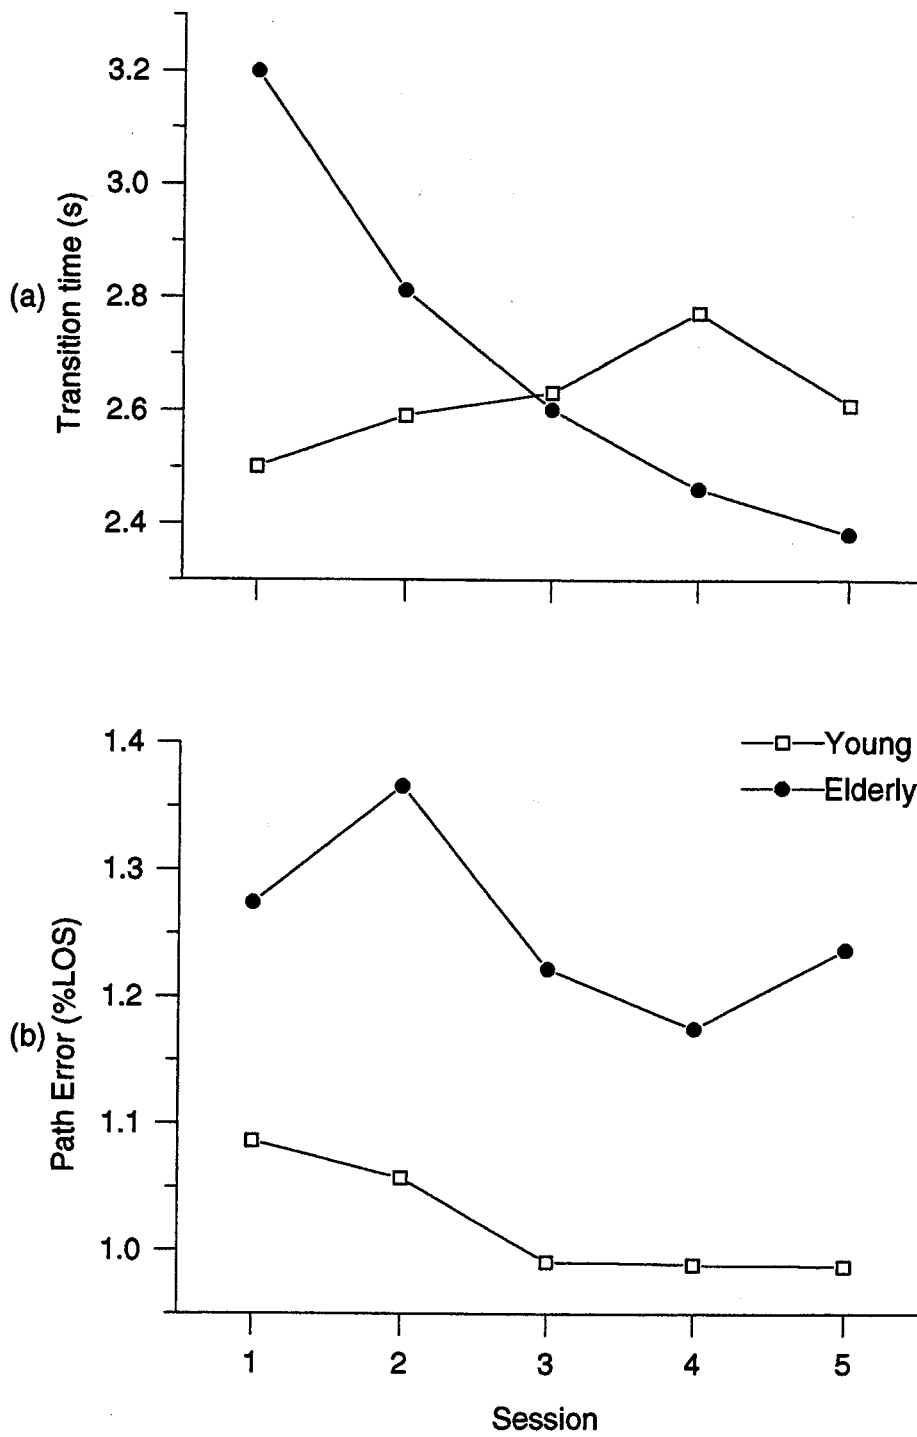 3.2
3.0
2.8
2.6
2.4
Transition time (s)
(a)
Young
Elderly
1.4
1.3
1.2
1.1
1.0
Path Error (%LOS)
(b)
1 2 3 4 5
Session